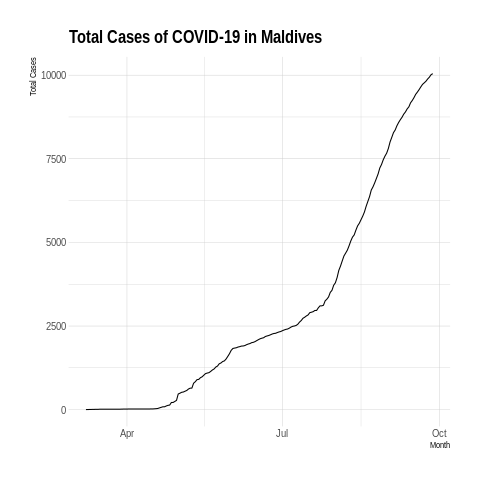 Total Cases of COVID-19 in Maldives
Total Cases
10000
7500
5000
2500
0
Apr
Jul
Oct
Month